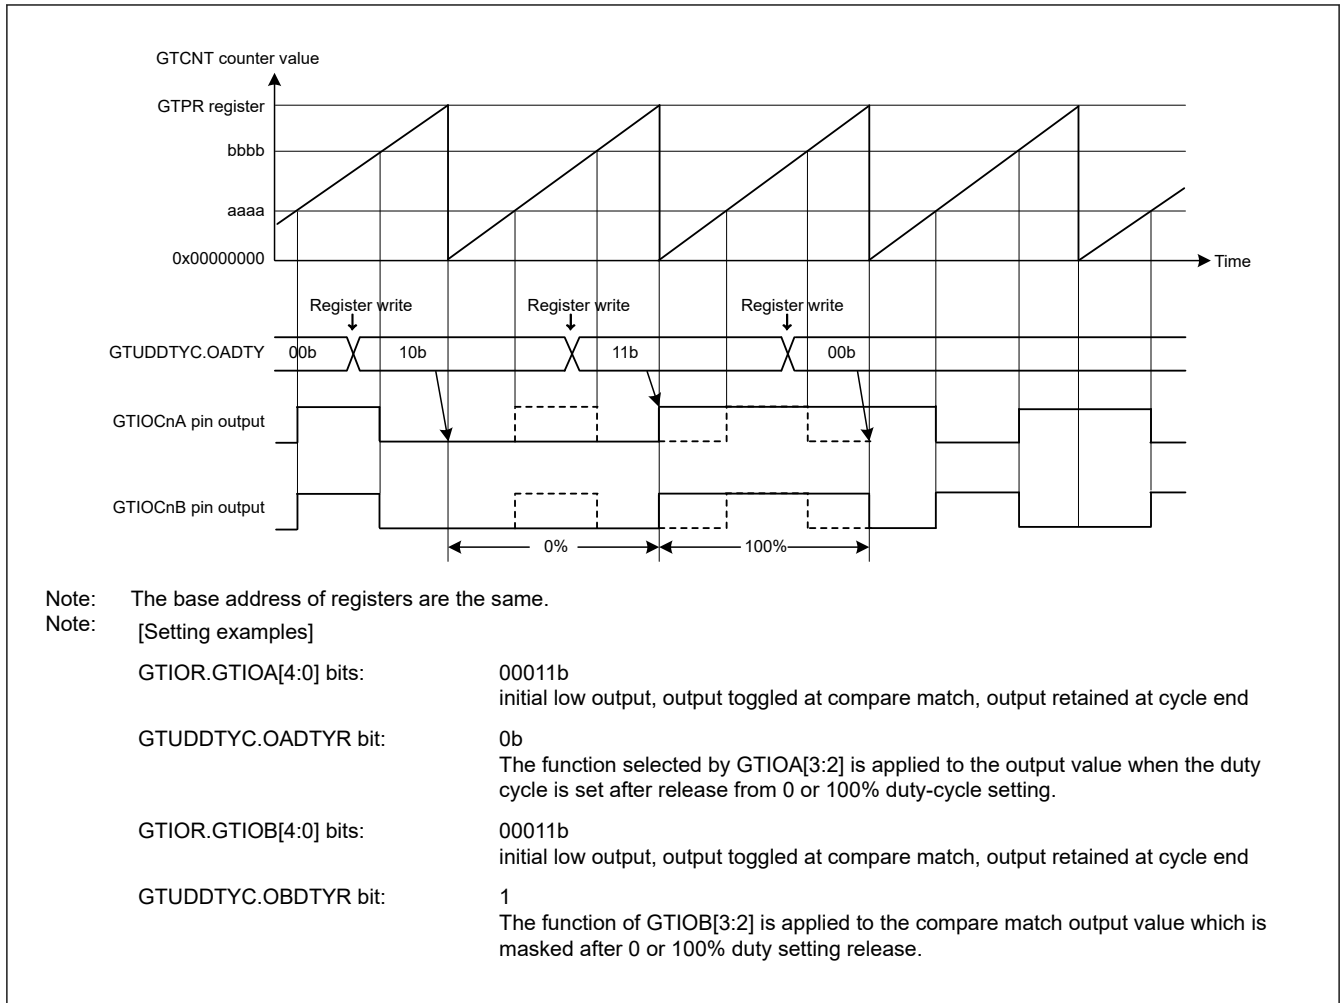 GTCNT counter value
GTPR register
bbbb
aaaa
0x00000000
Time
Register write Register write Register write
GTUDDTYC.OADTY 00b 10b 11b 00b
GTIOCnA pin output
GTIOCnB pin output
0% 100%
Note: The base address of registers are the same.
Note: [Setting examples]
GTIOR.GTIOA[4:0] bits: 00011b
initial low output, output toggled at compare match, output retained at cycle end
GTUDDTYC.OADTYR bit: 0b
The function selected by GTIOA[3:2] is applied to the output value when the duty
cycle is set after release from 0 or 100% duty-cycle setting.
GTIOR.GTIOB[4:0] bits: 00011b
initial low output, output toggled at compare match, output retained at cycle end
GTUDDTYC.OBDTYR bit: 1
The function of GTIOB[3:2] is applied to the compare match output value which is
masked after 0 or 100% duty setting release.